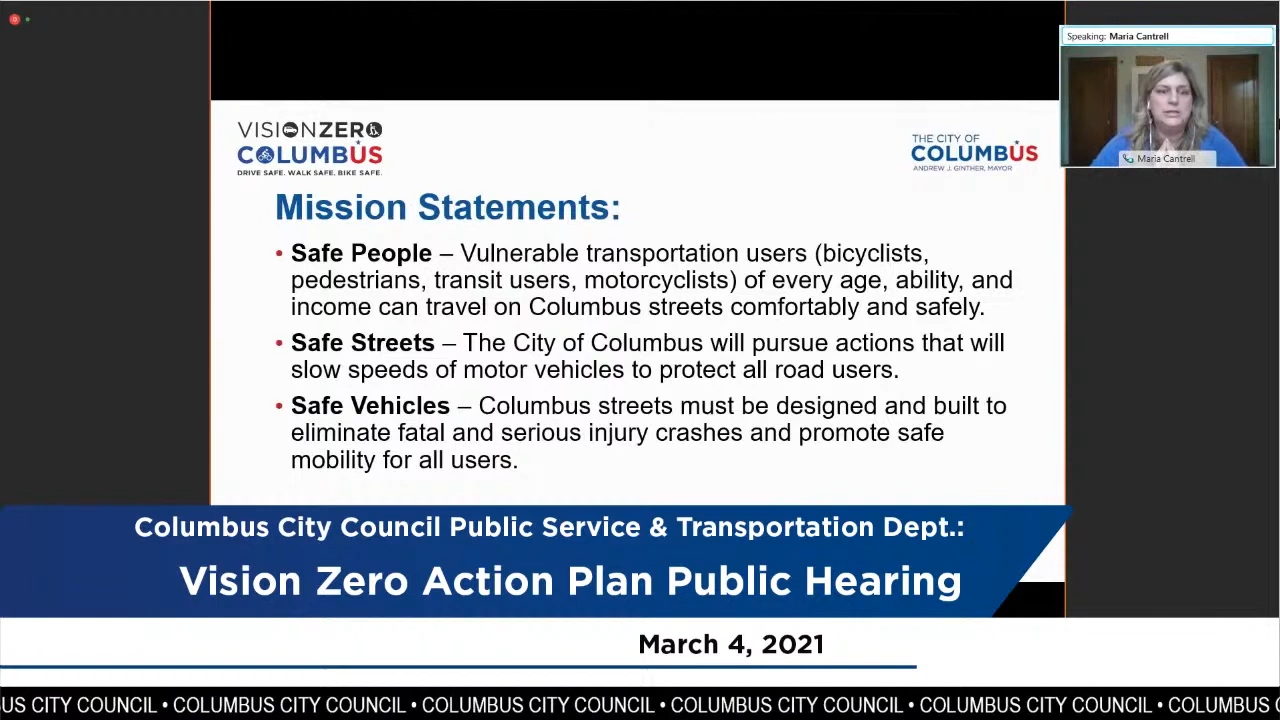 Speaking: Maria Cantrell
Maria Cantrell
VISIONZERO
COLUMBUS
DRIVE SAFE. WALK SAFE. BIKE SAFE.
THE CITY OF
COLUMBUS
ANDREW J. GINTHER, MAYOR
Mission Statements:
• Safe People – Vulnerable transportation users (bicyclists,
pedestrians, transit users, motorcyclists) of every age, ability, and
income can travel on Columbus streets comfortably and safely.
• Safe Streets – The City of Columbus will pursue actions that will
slow speeds of motor vehicles to protect all road users.
• Safe Vehicles – Columbus streets must be designed and built to
eliminate fatal and serious injury crashes and promote safe
mobility for all users.
Columbus City Council Public Service & Transportation Dept.:
Vision Zero Action Plan Public Hearing
March 4, 2021
US CITY COUNCIL • COLUMBUS CITY COUNCIL • COLUMBUS CITY COUNCIL • COLUMBUS CITY COUNCIL • COLUMBUS C